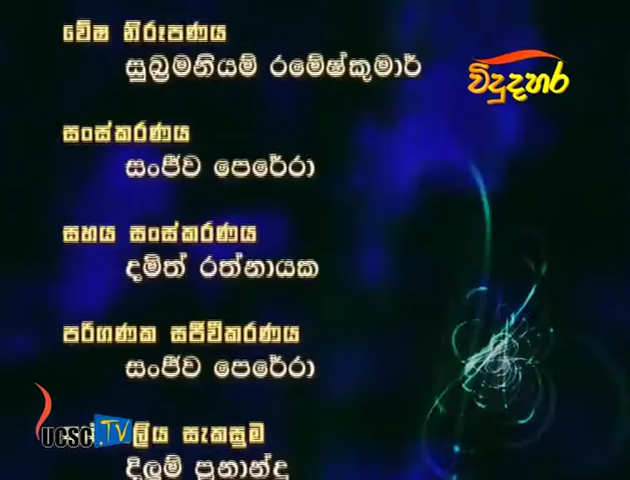 වේෂ නිරූපණය
සුබ්‍රමනියම් රමේෂ්කුමාර්
විදුදහර
සංස්කරණය
සංජීව පෙරේරා
සහය සංස්කරණය
දමිත් රත්නායක
පරිගණක සජීවීකරණය
සංජීව පෙරේරා
සැකසුම
UCSC.TV
දිලුම් ප්‍රනාන්දු